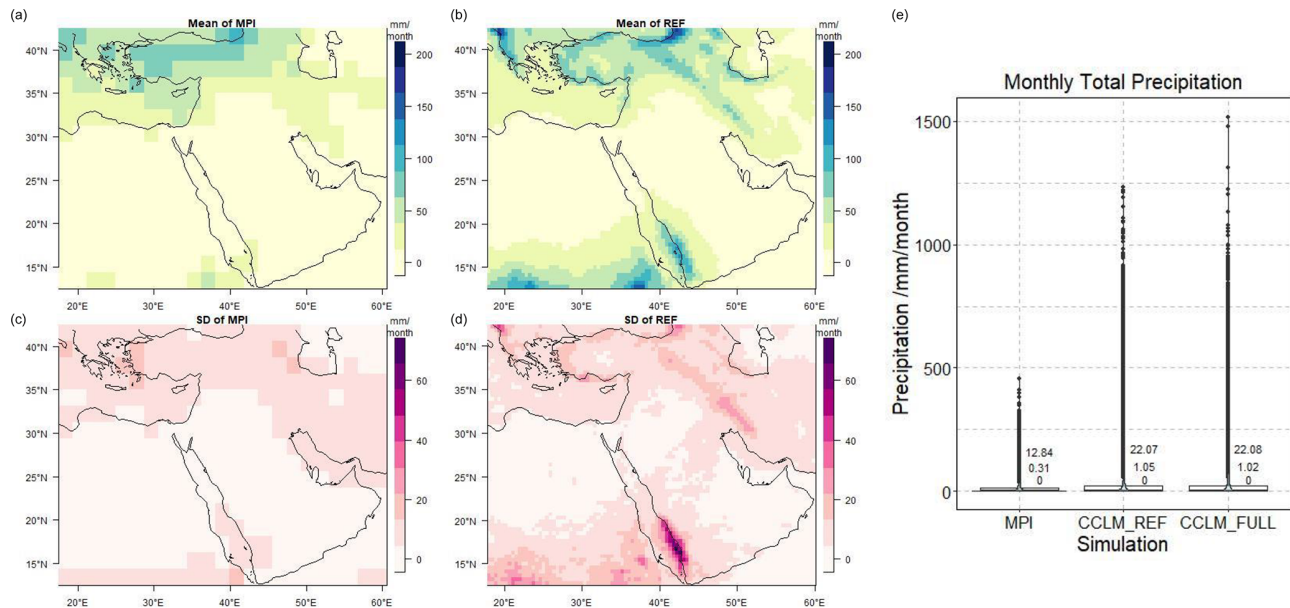 (a)
Mean of MPI
mm/
month
40°N
35°N
30°N
25°N
20°N
15°N
20°E
30°E
40°E
50°E
60°E
200
150
100
50
0
(b)
Mean of REF
mm/
month
40°N
35°N
30°N
25°N
20°N
15°N
20°E
30°E
40°E
50°E
60°E
200
150
100
50
0
(c)
SD of MPI
mm/
month
40°N
35°N
30°N
25°N
20°N
15°N
20°E
30°E
40°E
50°E
60°E
60
40
20
0
(d)
SD of REF
mm/
month
40°N
35°N
30°N
25°N
20°N
15°N
20°E
30°E
40°E
50°E
60°E
60
40
20
0
(e)
Monthly Total Precipitation
Precipitation /mm/month
1500
1000
500
0
12.84
0.31
0
22.07
1.05
0
22.08
1.02
0
MPI
CCLM_REF
CCLM_FULL
Simulation